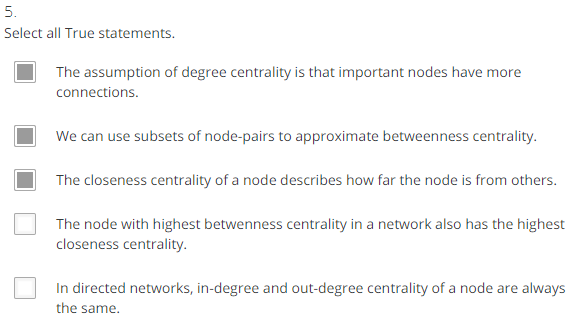 5.
Select all True statements.
The assumption of degree centrality is that important nodes have more
connections.
We can use subsets of node-pairs to approximate betweenness centrality.
The closeness centrality of a node describes how far the node is from others.
The node with highest betwenness centrality in a network also has the highest
closeness centrality.
In directed networks, in-degree and out-degree centrality of a node are always
the same.